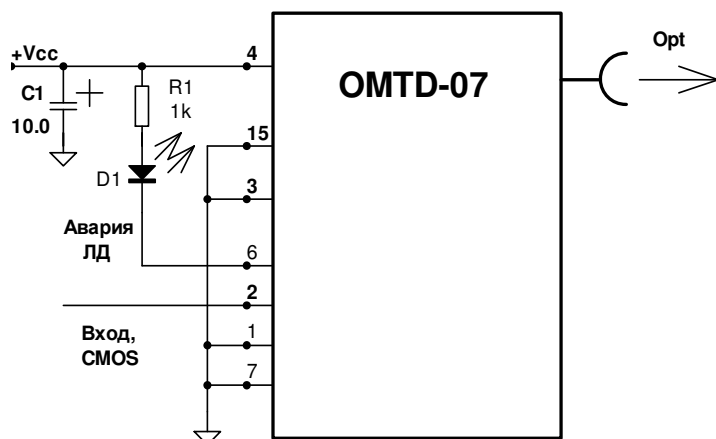 +Vcc
4
Opt
OMTD-07
C1
R1
1k
10.0
15
D1
3
Авария
ЛД
6
2
Вход,
CMOS
1
7